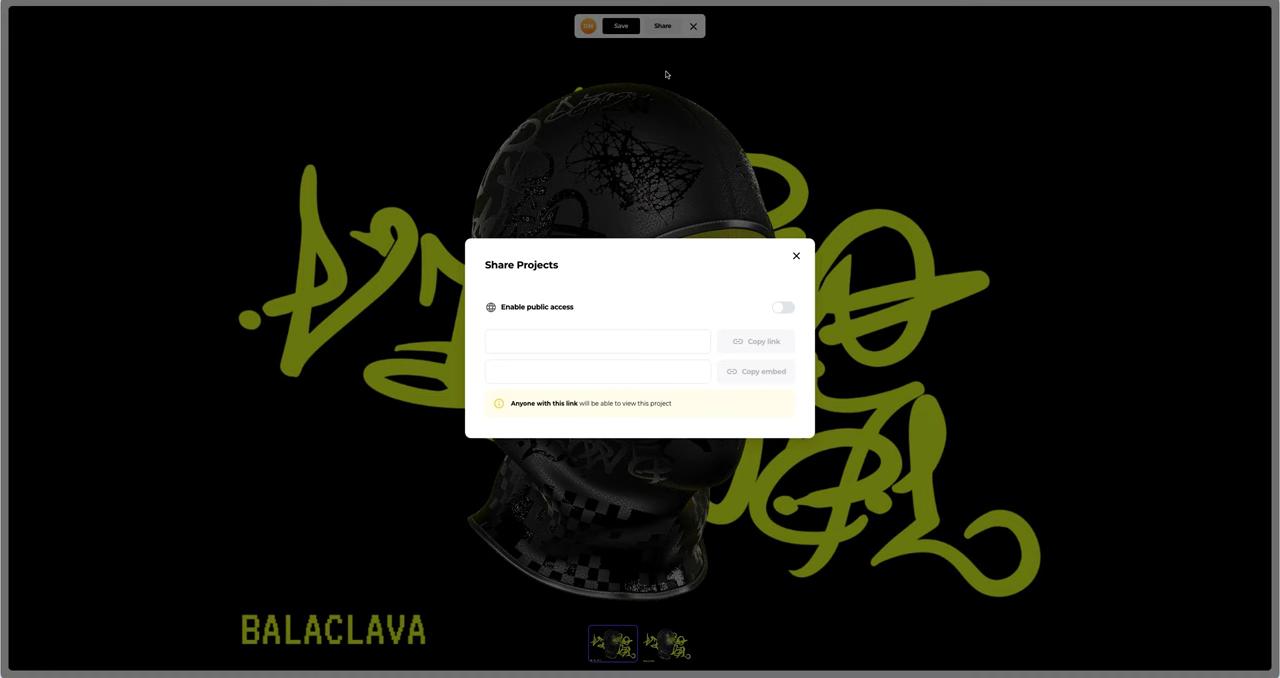 DH Save Share
Share Projects
Enable public access
Copy link
Copy embed
Anyone with this link will be able to view this project
BALACLAVA